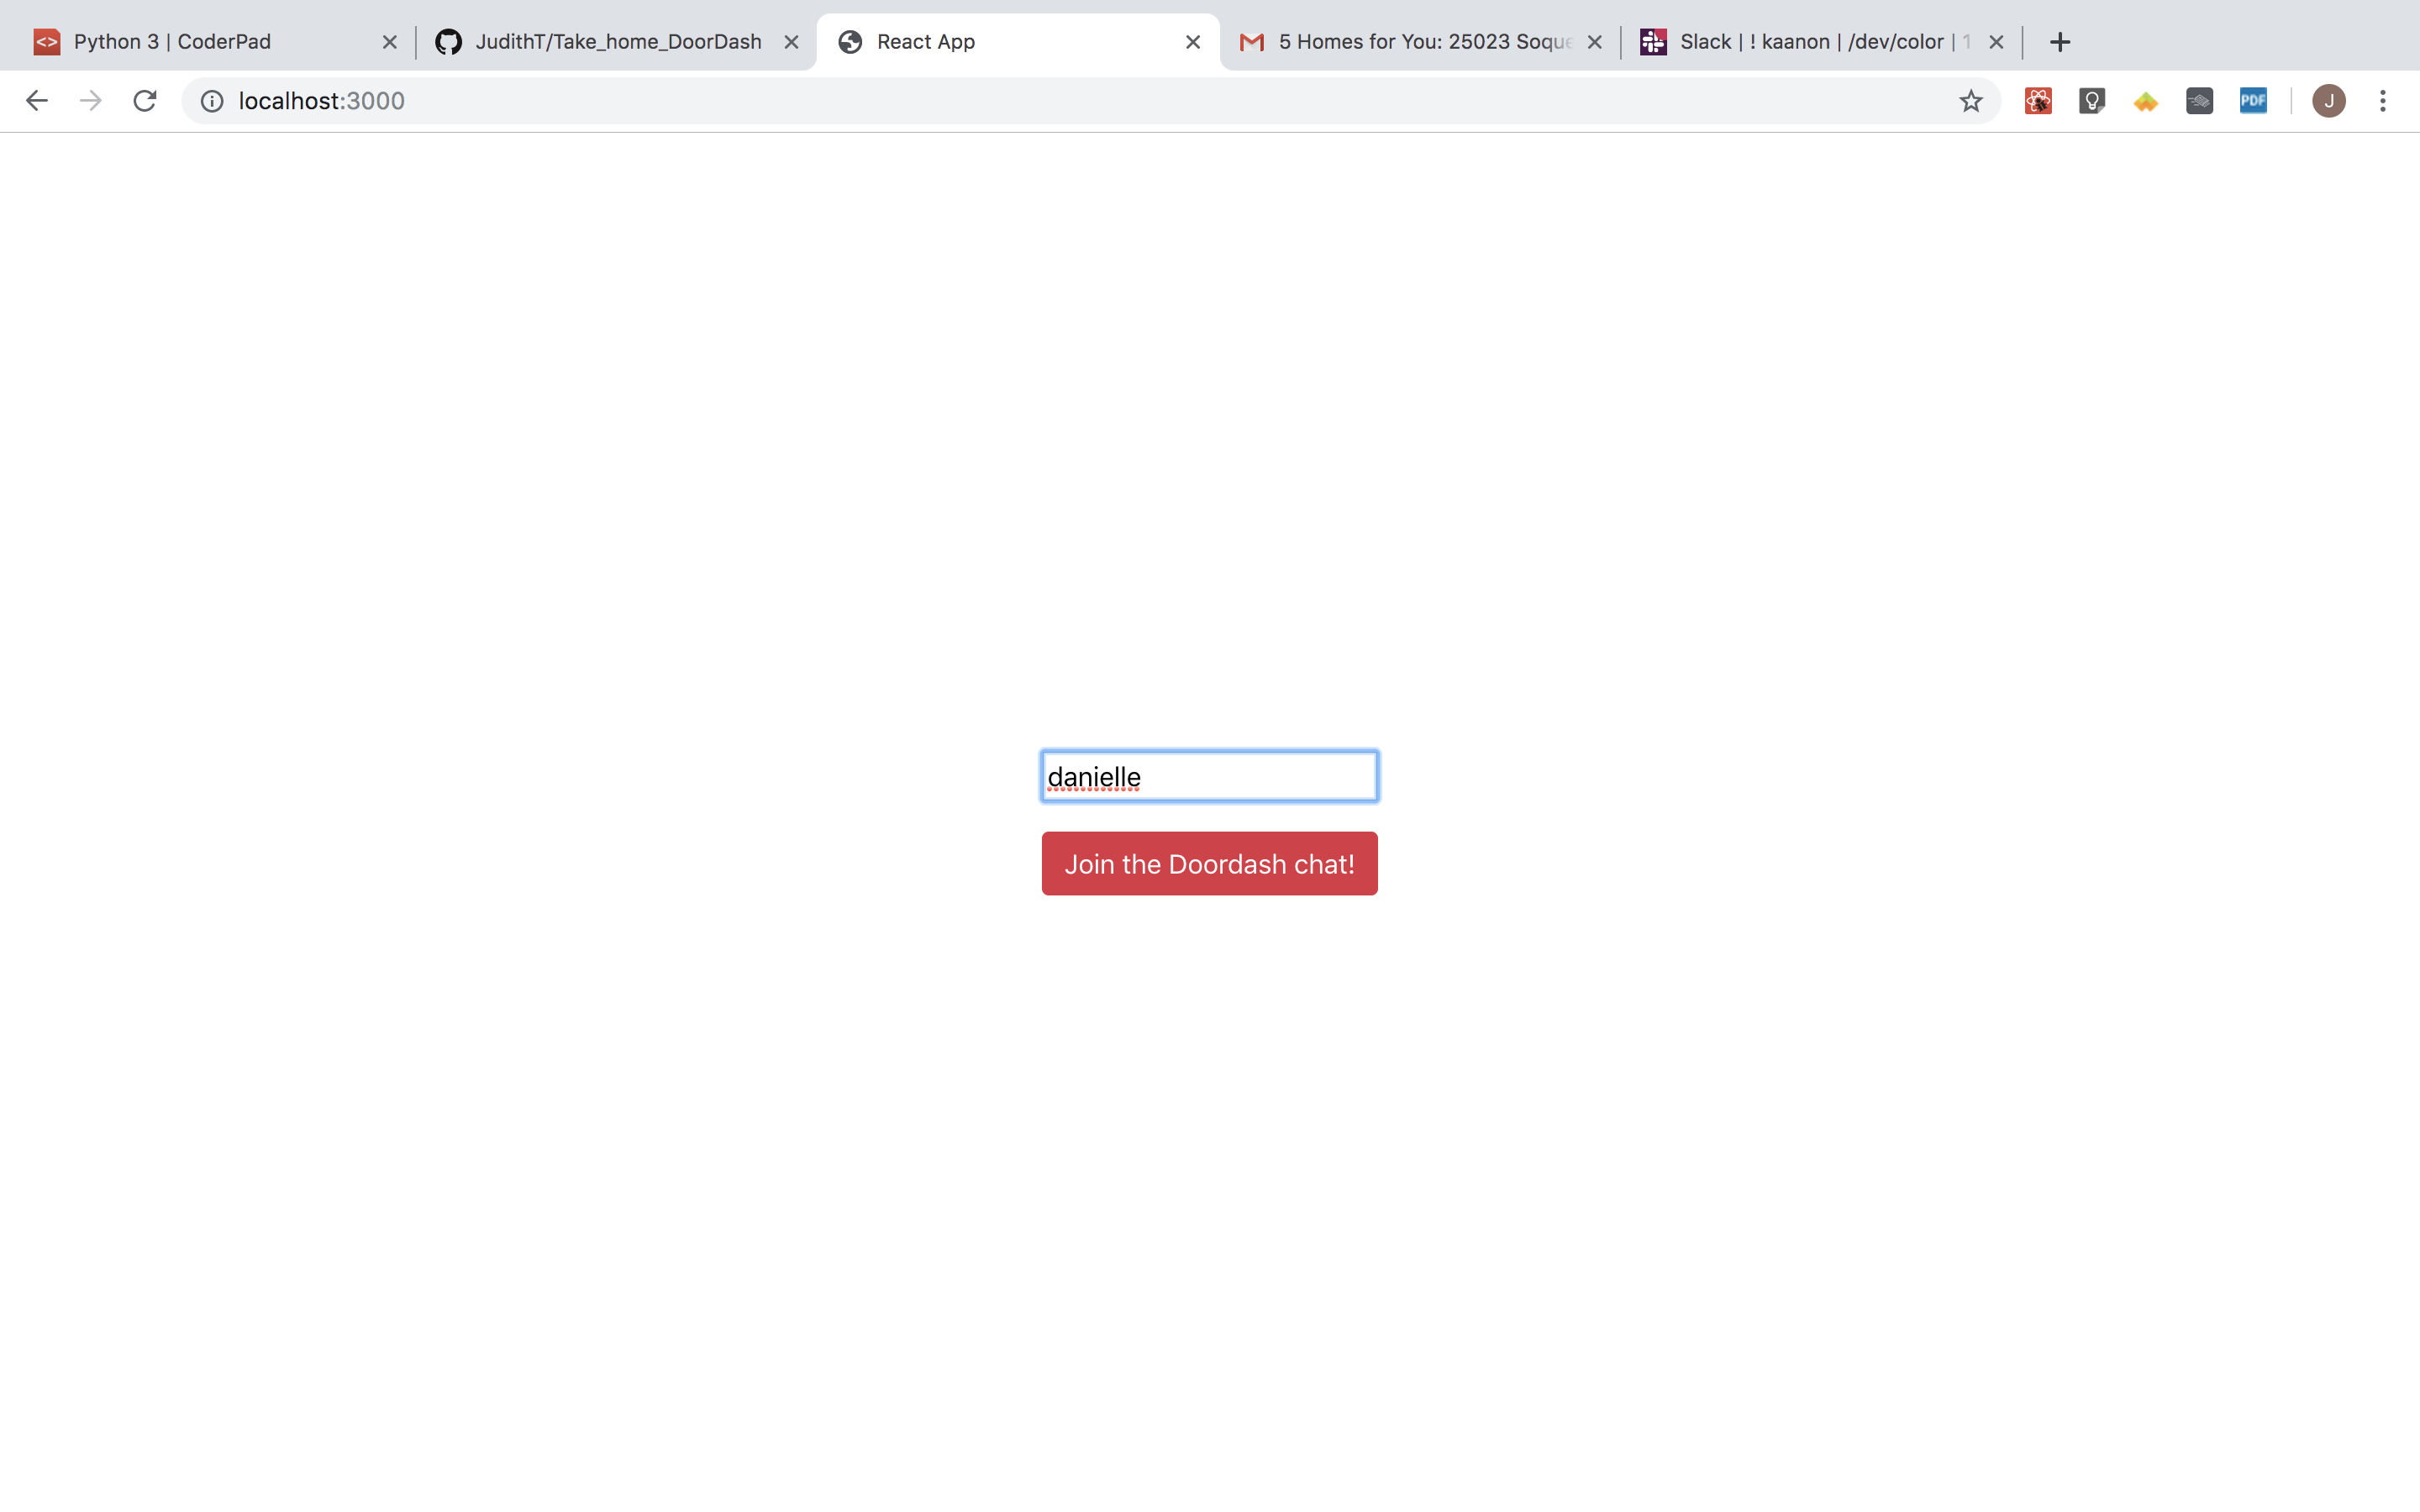 Python 3 | CoderPad
JudithT/Take_home_DoorDash
React App
5 Homes for You: 25023 Soque
Slack | ! kaanon | /dev/color | 1
localhost:3000
PDF
J
danielle
Join the Doordash chat!